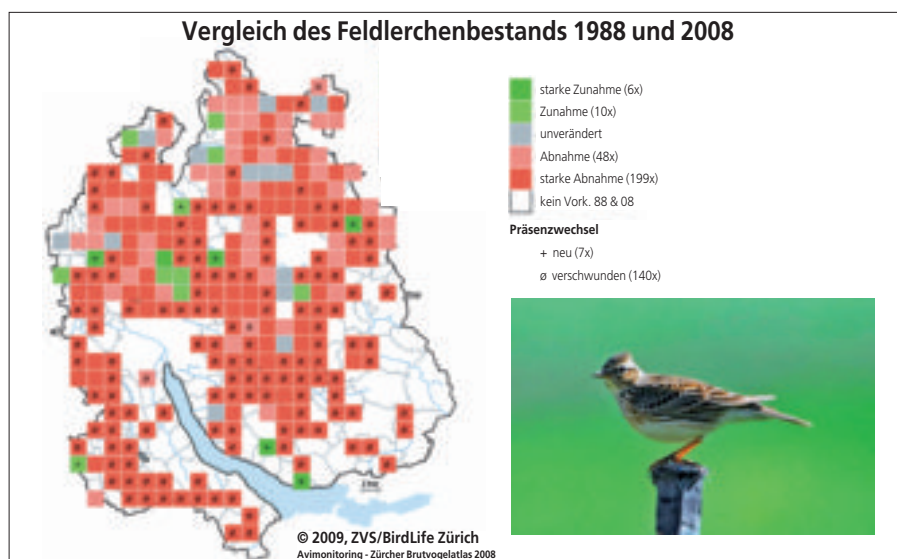 Vergleich des Feldlerchenbestands 1988 und 2008
starke Zunahme (6x)
Zunahme (10x)
unverändert
Abnahme (48x)
starke Abnahme (199x)
kein Vork. 88 & 08
Präsenzwechsel
+ neu (7x)
ø verschwunden (140x)
© 2009, ZVS/BirdLife Zürich
Avimonitoring - Zürcher Brutvogelatlas 2008